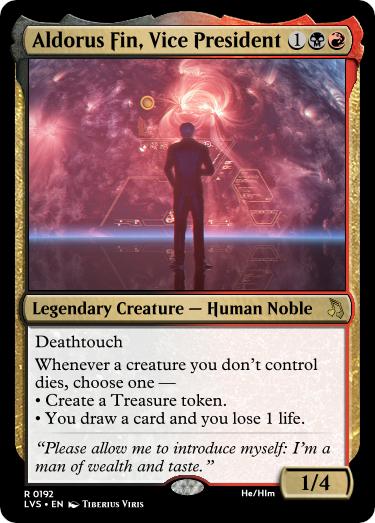 Aldorus Fin, Vice President 1
Legendary Creature — Human Noble
Deathtouch
Whenever a creature you don't control
dies, choose one —
• Create a Treasure token.
• You draw a card and you lose 1 life.
"Please allow me to introduce myself: I'm a
man of wealth and taste."
1/4
R 0192 He/HIm
LVS • EN Tiberius Viris